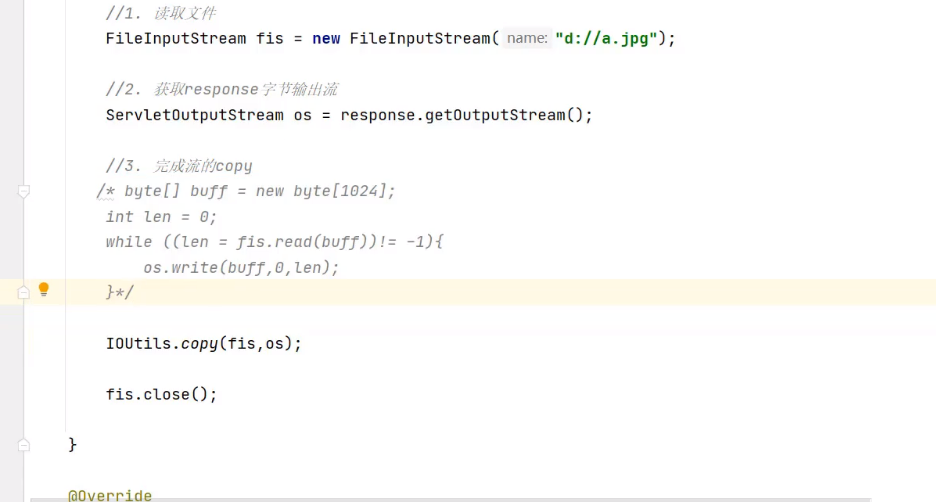 //1. 读取文件
FileInputStream fis = new FileInputStream( name: "d://a.jpg");
//2. 获取response字节输出流
ServletOutputStream os = response.getOutputStream();
//3. 完成流的copy
/* byte[] buff = new byte[1024];
int len = 0;
while ((len = fis.read(buff))!= -1){
os.write(buff,0,len);
}*/
IOUtils.copy(fis,os);
fis.close();
}
@Override